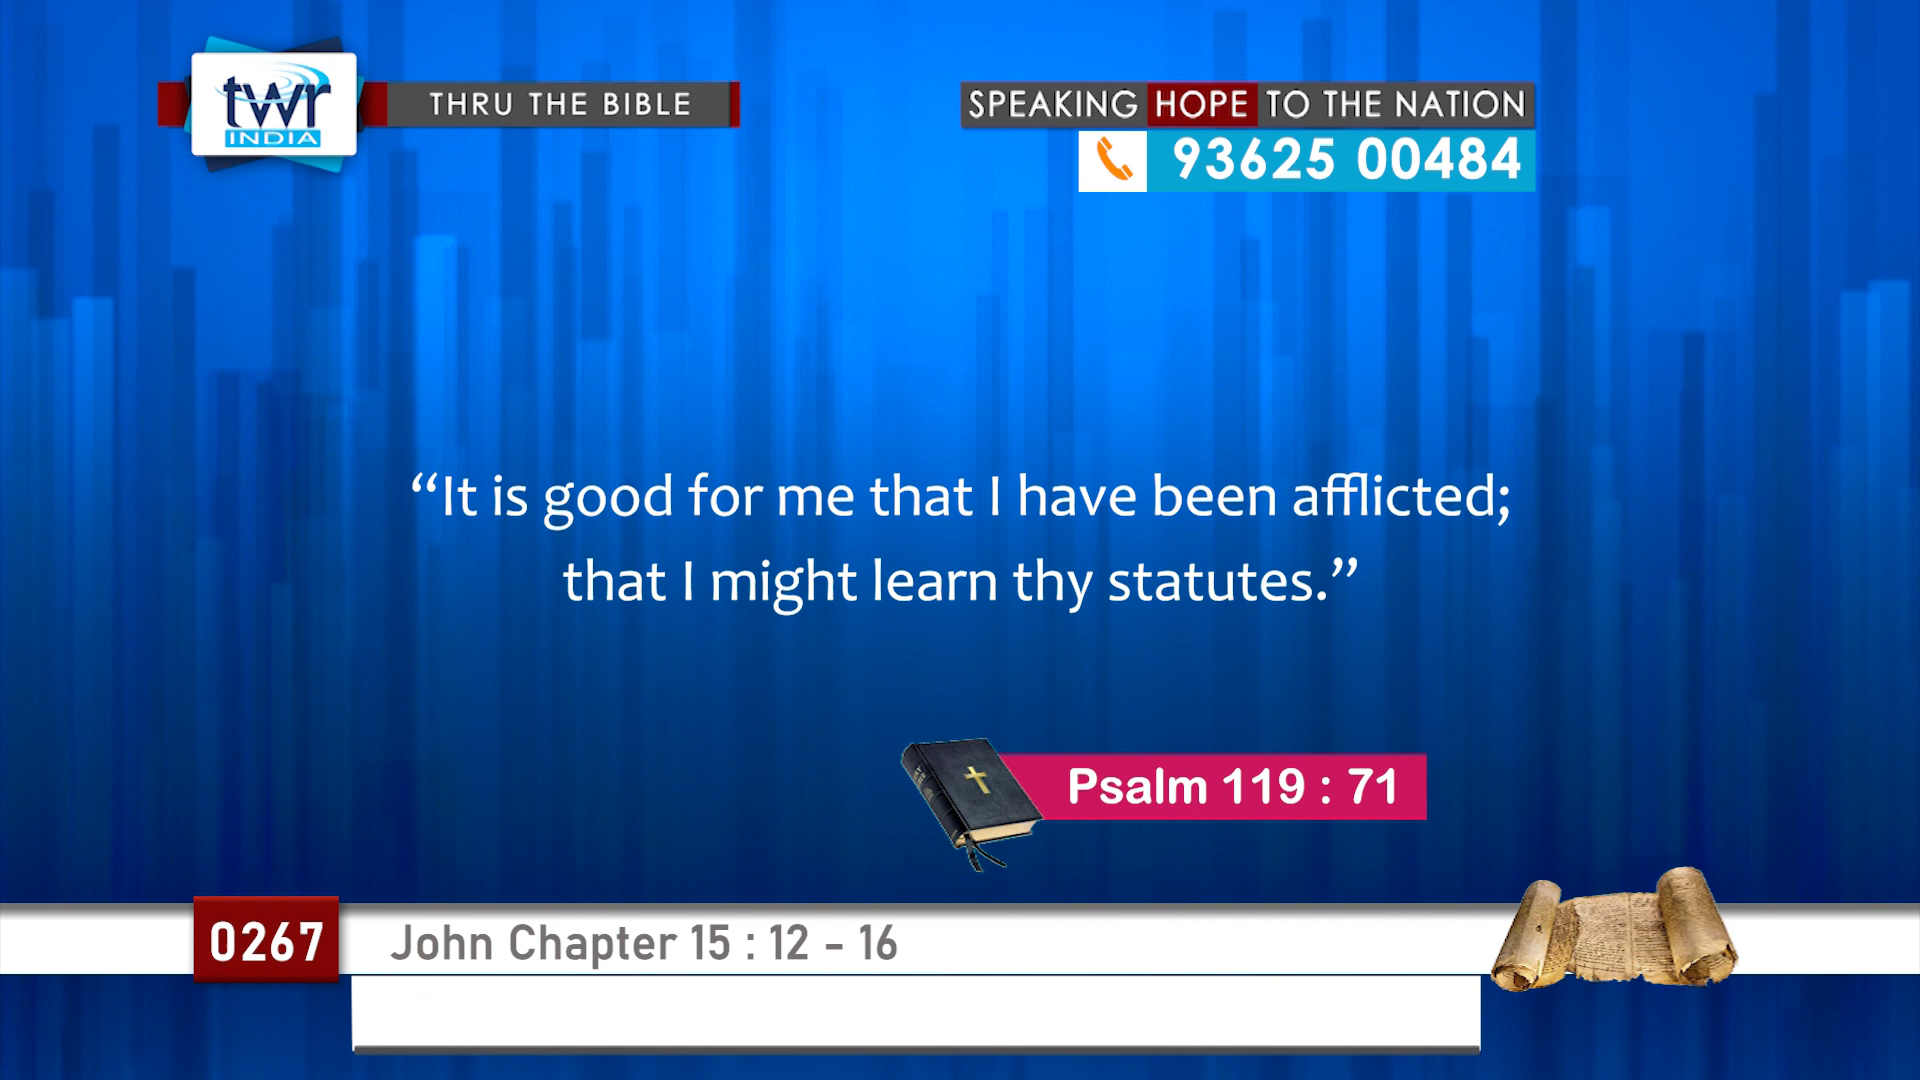 twr
INDIA
THRU THE BIBLE
SPEAKING HOPE TO THE NATION
93625 00484
“It is good for me that I have been afflicted;
that I might learn thy statutes.”
Psalm 119 : 71
0267
John Chapter 15 : 12 - 16